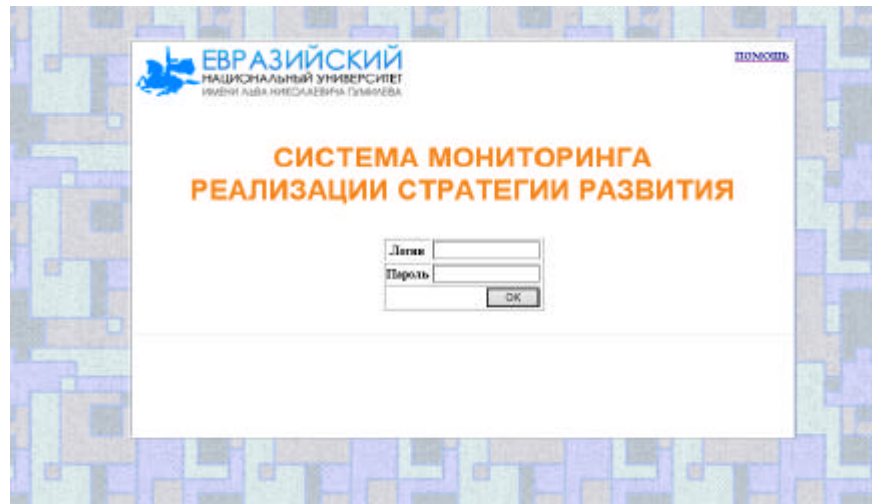 ЕВРАЗИЙСКИЙ
НАЦИОНАЛЬНЫЙ УНИВЕРСИТЕТ
ИМЕНИ ЛЬВА НИКОЛАЕВИЧА ГУМИЛЕВА
помощь
СИСТЕМА МОНИТОРИНГА
РЕАЛИЗАЦИИ СТРАТЕГИИ РАЗВИТИЯ
Логин
Пароль
OK